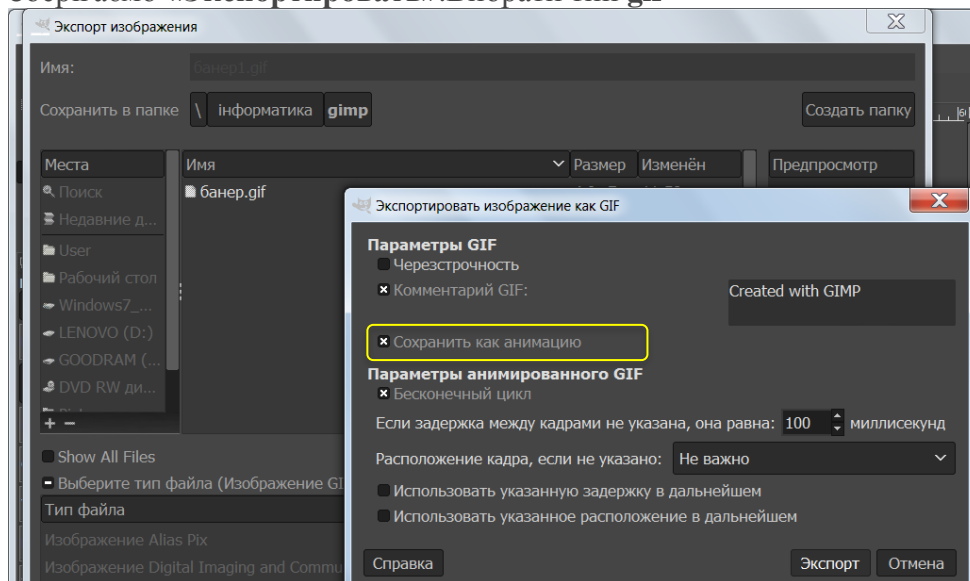 Экспорт изображения
Имя:
банер1.gif
Сохранить в папке \ інформатика gimp
Создать папку
Места
Имя
Размер Изменён
Предпросмотр
Поиск
Недавние д...
User
Рабочий стол
Windows7_...
LENOVO (D:)
GOODRAM (...
DVD RW ди...
банер.gif
Show All Files
Выберите тип файла (Изображение GI
Тип файла
Изображение Alias Pix
Изображение Digital Imaging and Commu
Экспортировать изображение как GIF
Параметры GIF
Черезстрочность
Комментарий GIF:
Created with GIMP
Сохранить как анимацию
Параметры анимированного GIF
Бесконечный цикл
Если задержка между кадрами не указана, она равна: 100 миллисекунд
Расположение кадра, если не указано: Не важно
Использовать указанную задержку в дальнейшем
Использовать указанное расположение в дальнейшем
Справка
Экспорт
Отмена